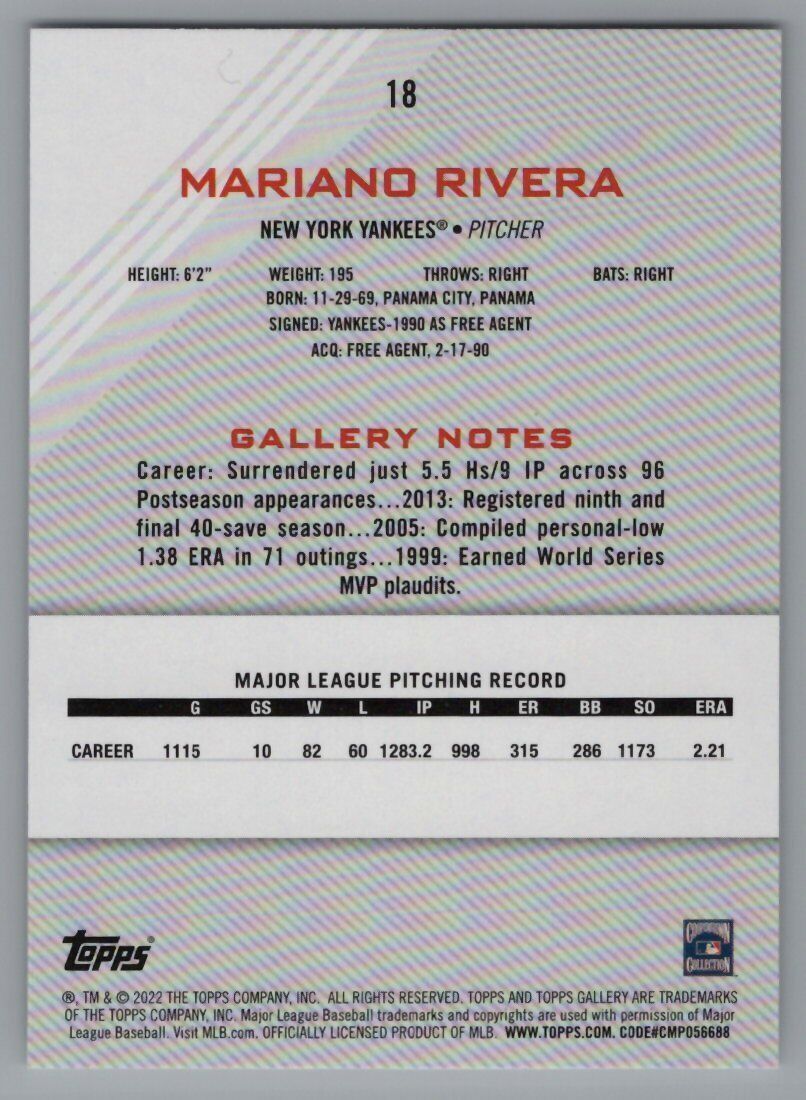 18
MARIANO RIVERA
NEW YORK YANKEES® • PITCHER
HEIGHT: 6'2" WEIGHT: 195 THROWS: RIGHT BATS: RIGHT
BORN: 11-29-69, PANAMA CITY, PANAMA
SIGNED: YANKEES-1990 AS FREE AGENT
ACQ: FREE AGENT, 2-17-90
GALLERY NOTES
Career: Surrendered just 5.5 Hs/9 IP across 96
Postseason appearances...2013: Registered ninth and
final 40-save season...2005: Compiled personal-low
1.38 ERA in 71 outings...1999: Earned World Series
MVP plaudits.
MAJOR LEAGUE PITCHING RECORD
G GS W L IP H ER BB SO ERA
CAREER 1115 10 82 60 1283.2 998 315 286 1173 2.21
topps®
COOPERSTOWN
COLLECTION
®, TM & © 2022 THE TOPPS COMPANY, INC. ALL RIGHTS RESERVED. TOPPS AND TOPPS GALLERY ARE TRADEMARKS
OF THE TOPPS COMPANY, INC. Major League Baseball trademarks and copyrights are used with permission of Major
League Baseball. Visit MLB.com. OFFICIALLY LICENSED PRODUCT OF MLB. WWW.TOPPS.COM. CODE#CMP056688